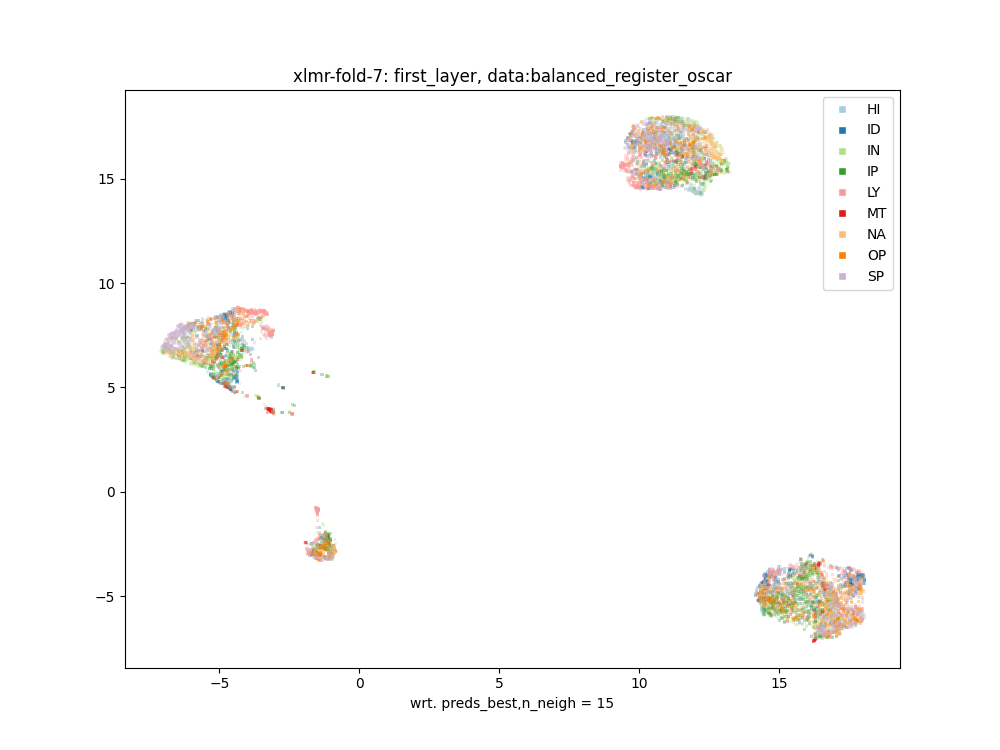 xlmr-fold-7: first_layer, data:balanced_register_oscar
HI
ID
IN
IP
LY
MT
NA
OP
SP
15
10
5
0
−5
−5
0
5
10
15
wrt. preds_best,n_neigh = 15